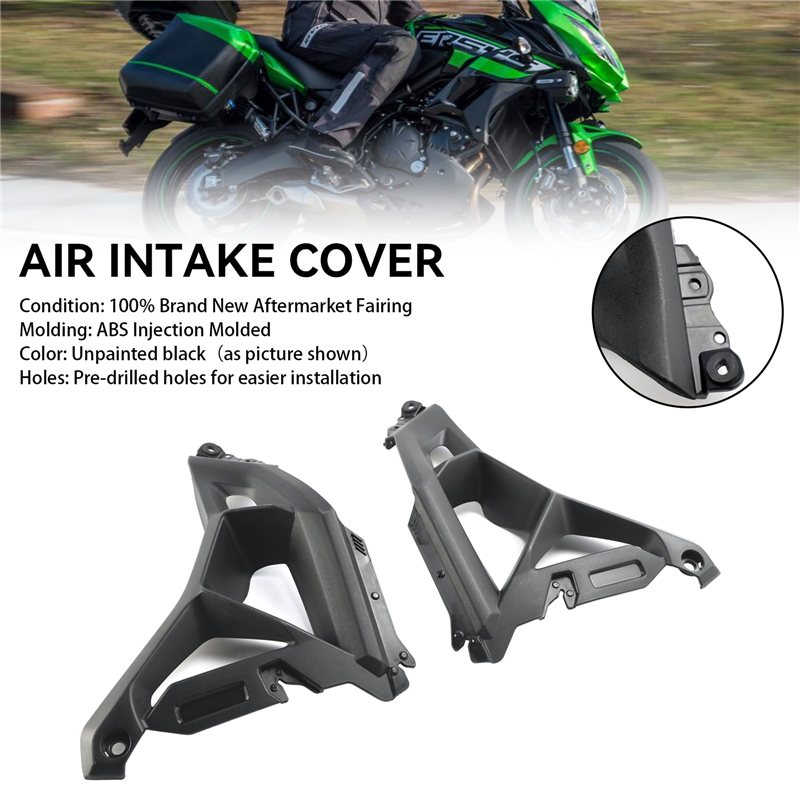 AIR INTAKE COVER
Condition: 100% Brand New Aftermarket Fairing
Molding: ABS Injection Molded
Color: Unpainted black（as picture shown）
Holes: Pre-drilled holes for easier installation